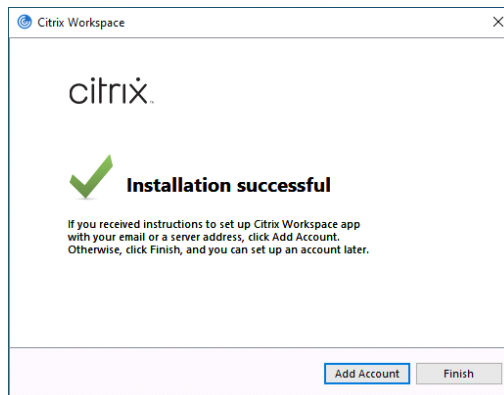 Citrix Workspace
citrix™
Installation successful
If you received instructions to set up Citrix Workspace app
with your email or a server address, click Add Account.
Otherwise, click Finish, and you can set up an account later.
Add Account
Finish